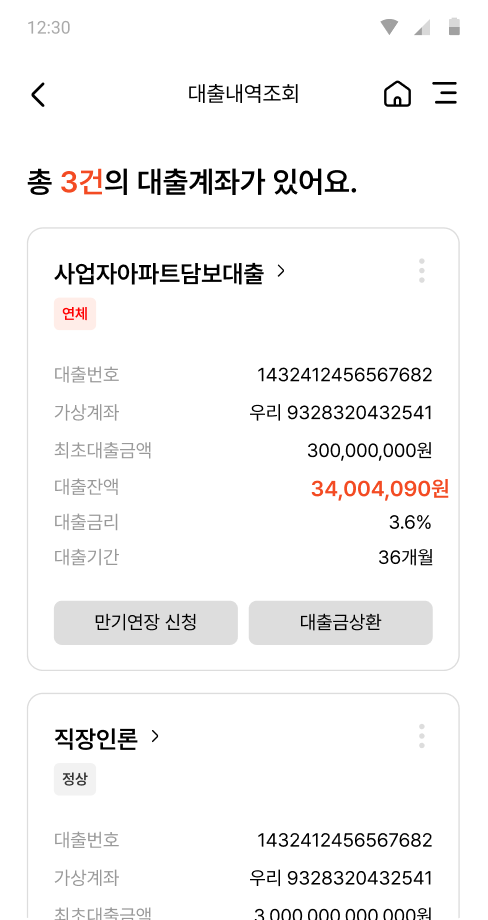 12:30
대출내역조회
총 3건의 대출계좌가 있어요.
사업자아파트담보대출
연체
대출번호 1432412456567682
가상계좌 우리 9328320432541
최초대출금액 300,000,000원
대출잔액 34,004,090원
대출금리 3.6%
대출기간 36개월
만기연장 신청 대출금상환
직장인론
정상
대출번호 1432412456567682
가상계좌 우리 9328320432541
최초대출금액 3,000,000,000,000원